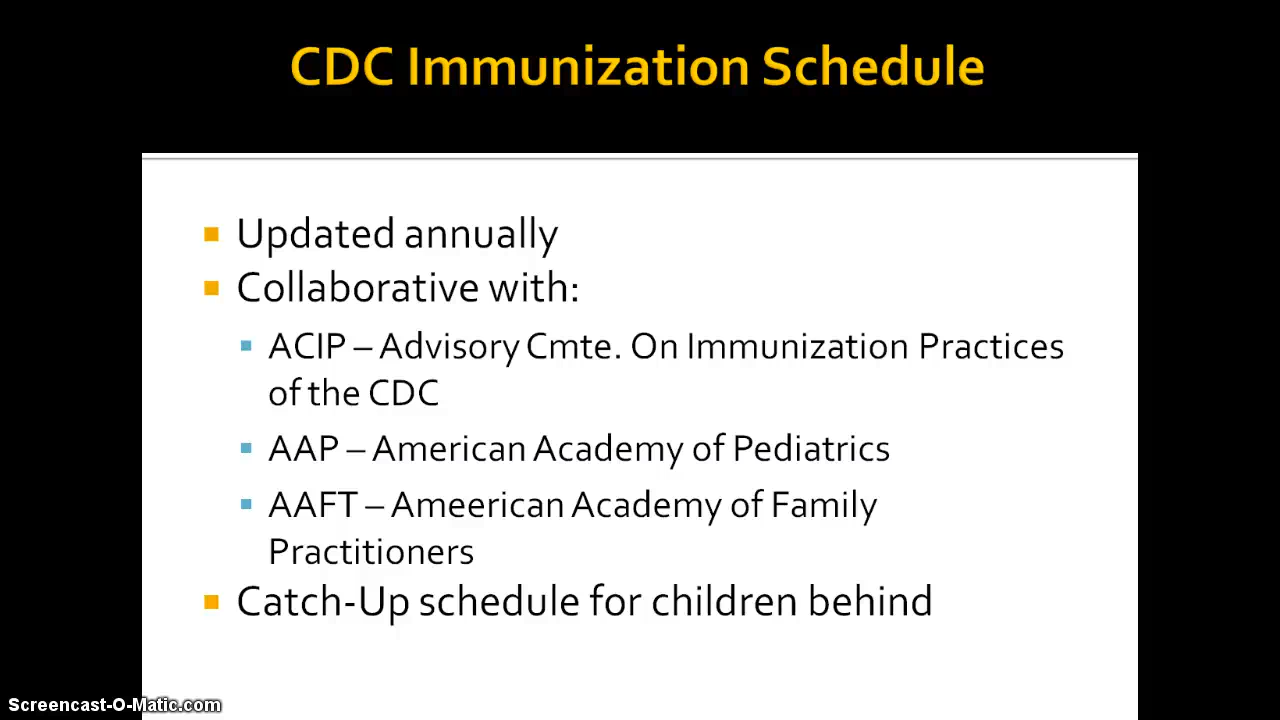 CDC Immunization Schedule
Updated annually
Collaborative with:
ACIP – Advisory Cmte. On Immunization Practices
of the CDC
AAP – American Academy of Pediatrics
AAFT – Ameerican Academy of Family
Practitioners
Catch-Up schedule for children behind
Screencast-O-Matic.com